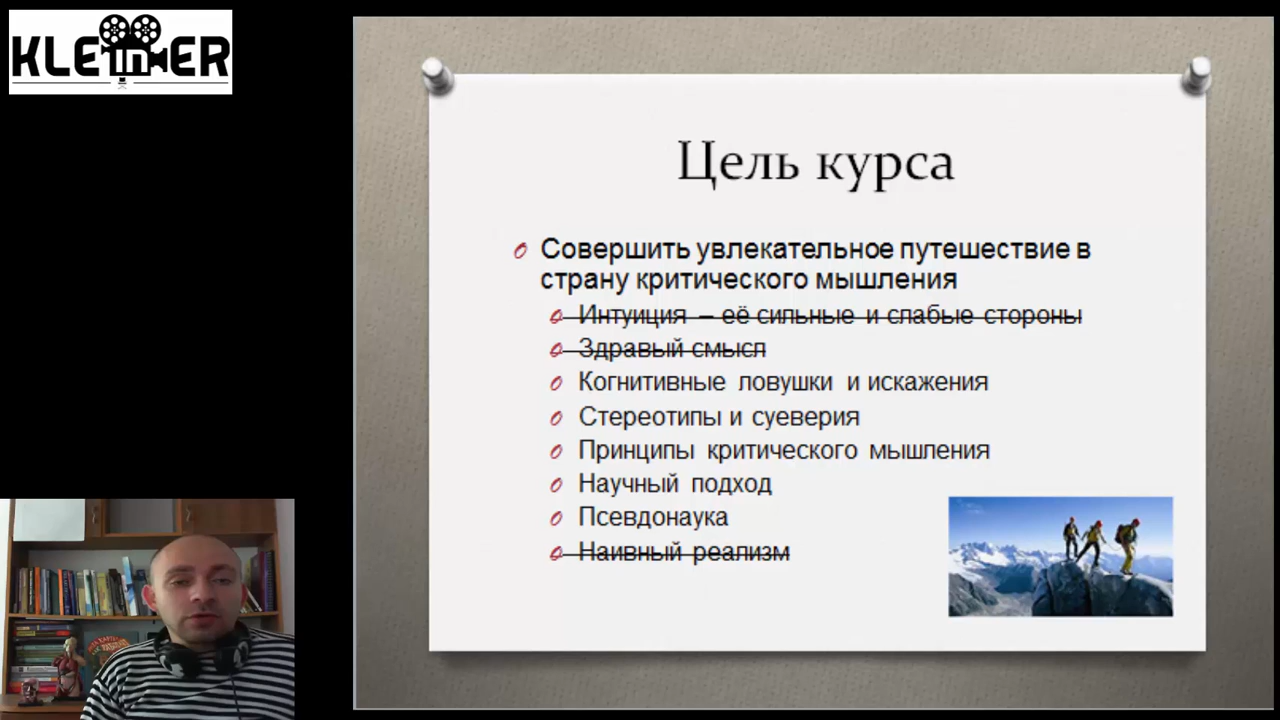 KLEINER
Цель курса
Совершить увлекательное путешествие в
страну критического мышления
Интуиция – её сильные и слабые стороны
Здравый смысл
Когнитивные ловушки и искажения
Стереотипы и суеверия
Принципы критического мышления
Научный подход
Псевдонаука
Наивный реализм